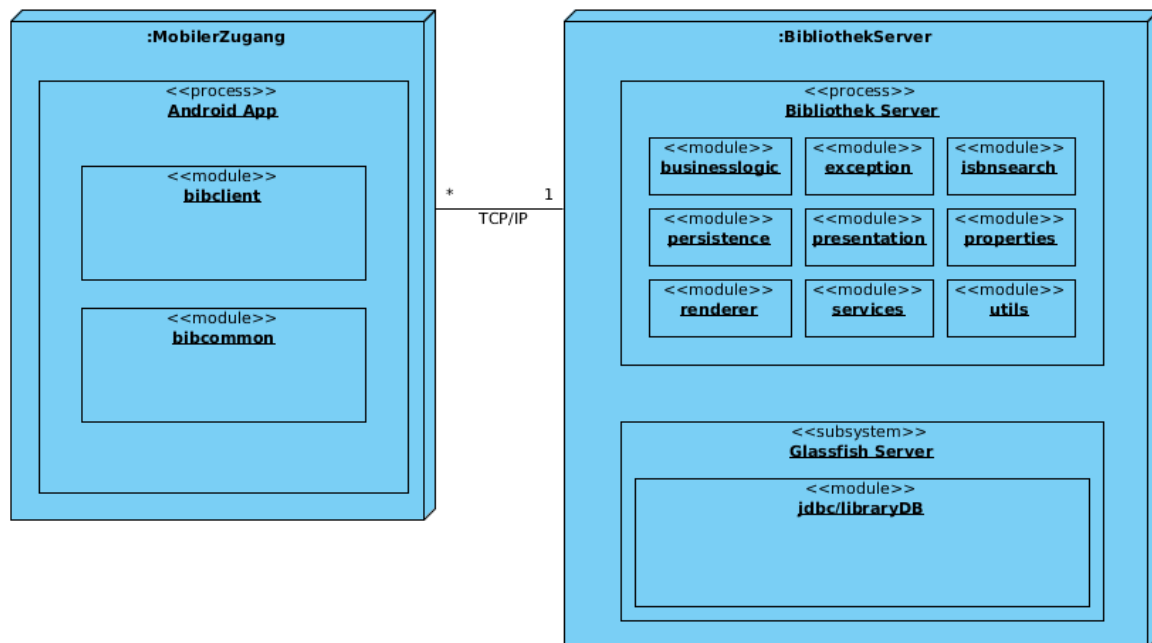 :MobilerZugang
<<process>>
Android App
<<module>>
bibclient
<<module>>
bibcommon
* 1
TCP/IP
:BibliothekServer
<<process>>
Bibliothek Server
<<module>> <<module>> <<module>>
businesslogic exception isbnsearch
<<module>> <<module>> <<module>>
persistence presentation properties
<<module>> <<module>> <<module>>
renderer services utils
<<subsystem>>
Glassfish Server
<<module>>
jdbc/libraryDB